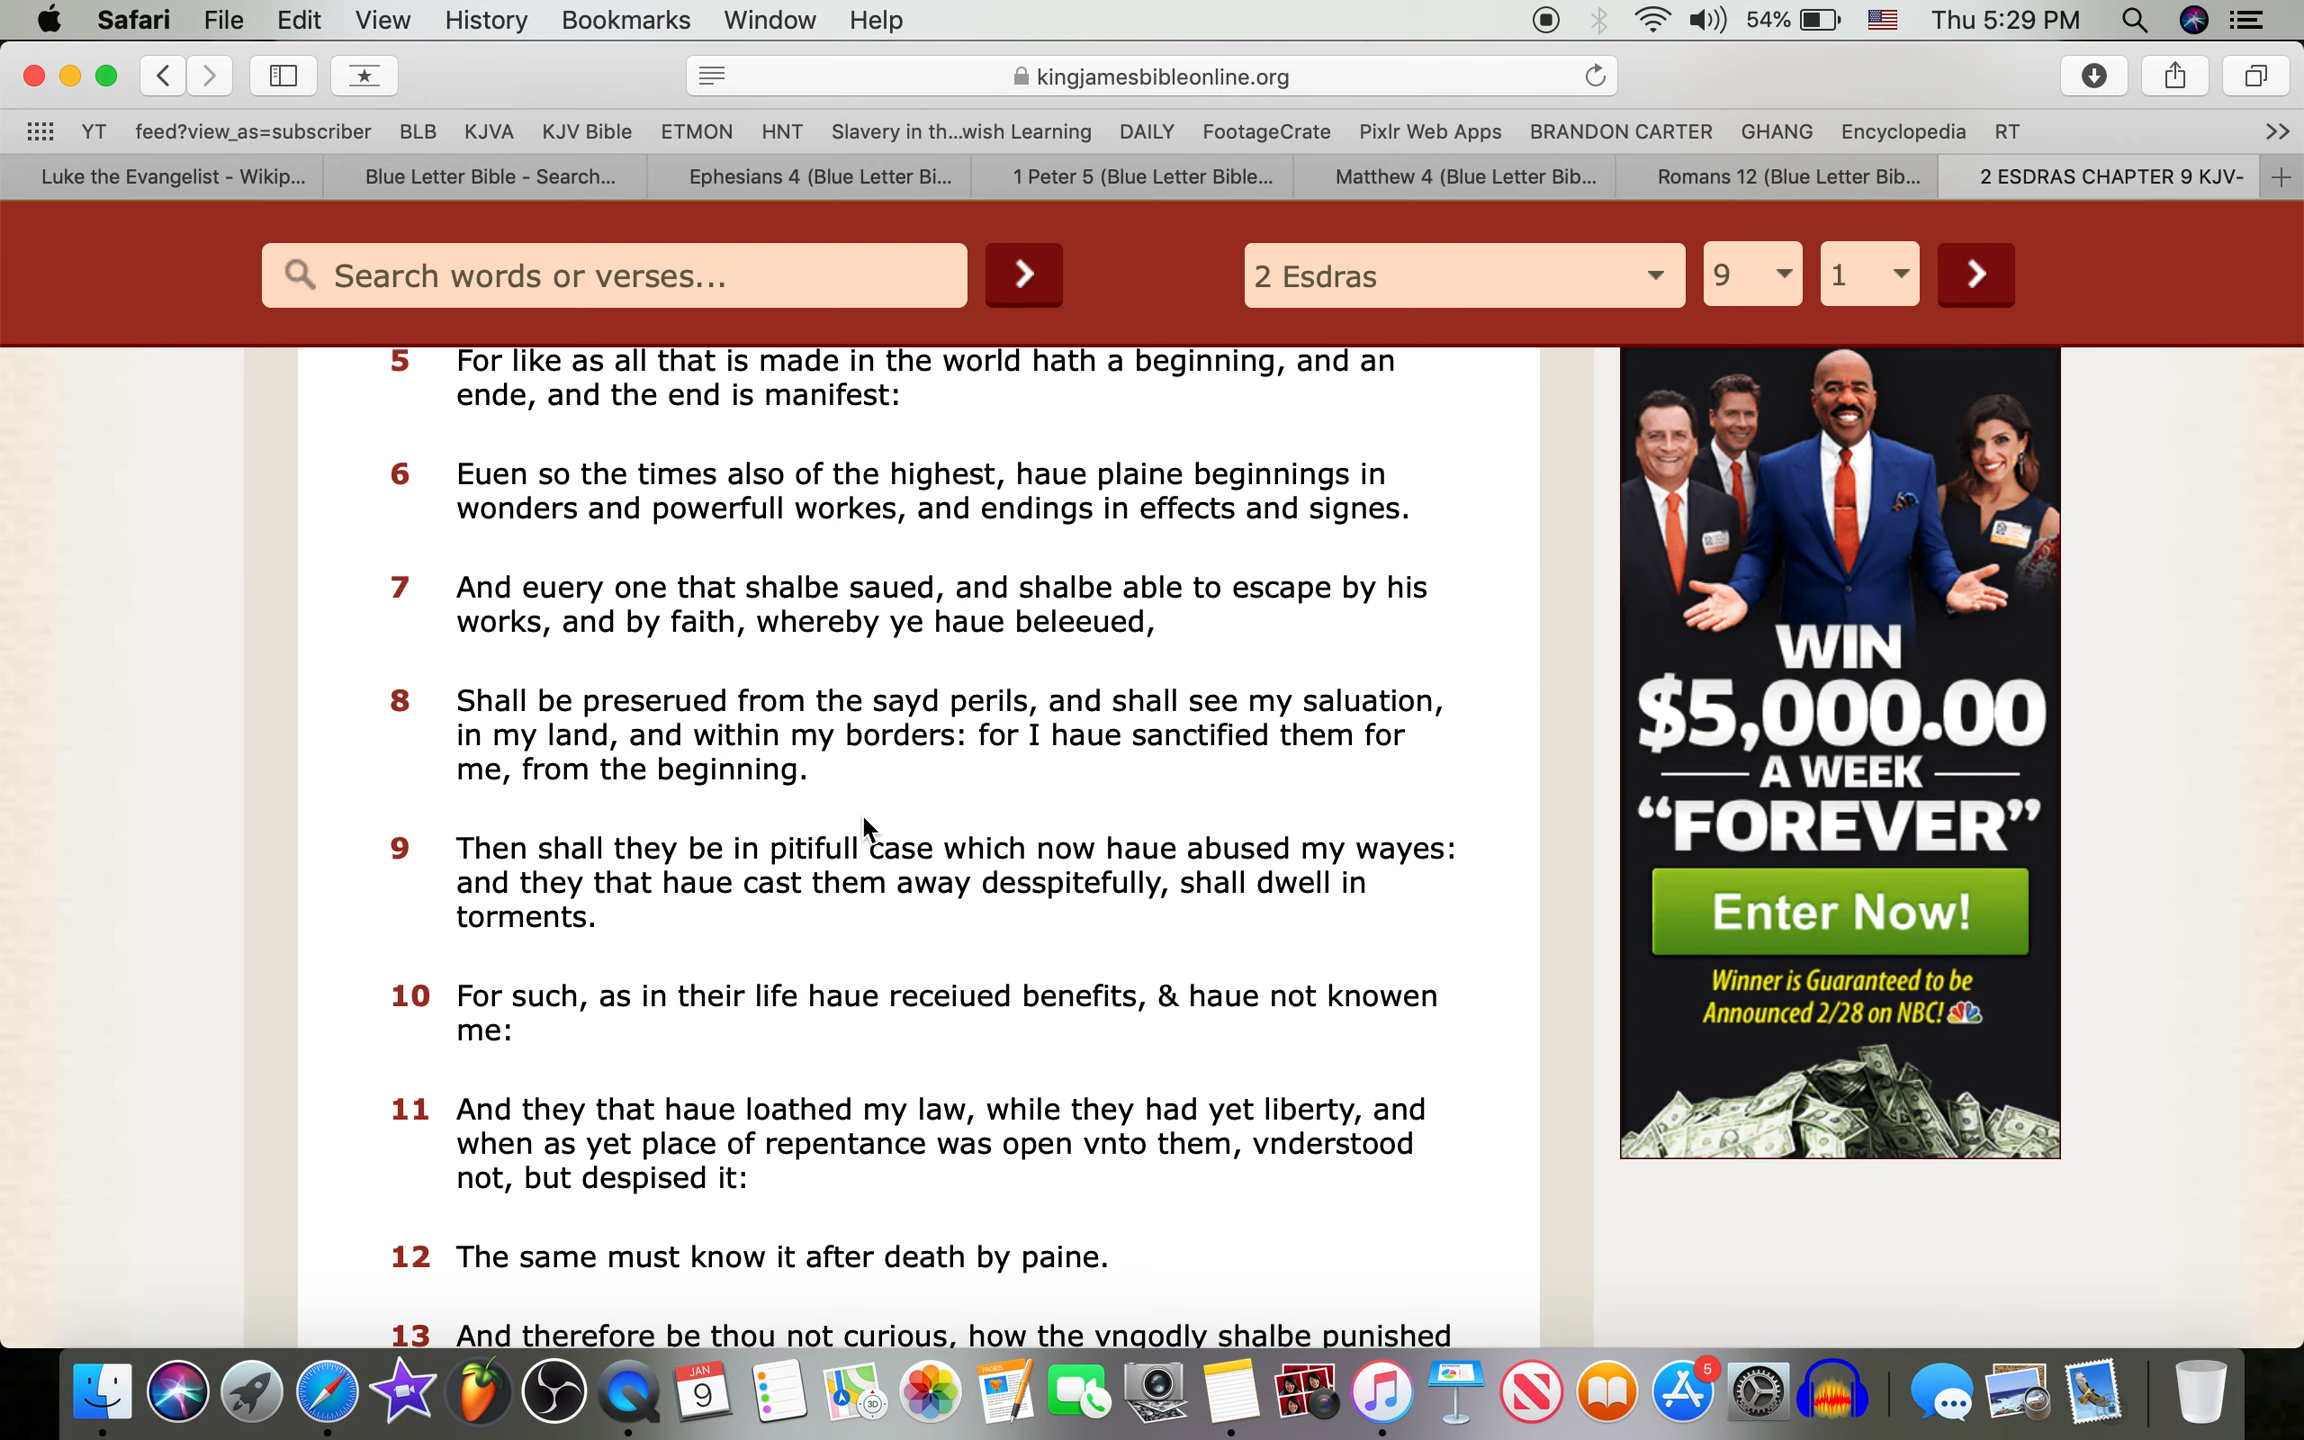 Safari File Edit View History Bookmarks Window Help 54% Thu 5:29 PM
kingjamesbibleonline.org
YT feed?view_as=subscriber BLB KJVA KJV Bible ETMON HNT Slavery in th...wish Learning DAILY FootageCrate Pixlr Web Apps BRANDON CARTER GHANG Encyclopedia RT
Luke the Evangelist - Wikip... Blue Letter Bible - Search... Ephesians 4 (Blue Letter Bi... 1 Peter 5 (Blue Letter Bible... Matthew 4 (Blue Letter Bib... Romans 12 (Blue Letter Bib... 2 ESDRAS CHAPTER 9 KJV-
Search words or verses... 2 Esdras 9 1
5 For like as all that is made in the world hath a beginning, and an
ende, and the end is manifest:
6 Euen so the times also of the highest, haue plaine beginnings in
wonders and powerfull workes, and endings in effects and signes.
7 And euery one that shalbe saued, and shalbe able to escape by his
works, and by faith, whereby ye haue beleeued,
8 Shall be preserued from the sayd perils, and shall see my saluation,
in my land, and within my borders: for I haue sanctified them for
me, from the beginning.
9 Then shall they be in pitifull case which now haue abused my wayes:
and they that haue cast them away desspitefully, shall dwell in
torments.
10 For such, as in their life haue receiued benefits, & haue not knowen
me:
11 And they that haue loathed my law, while they had yet liberty, and
when as yet place of repentance was open vnto them, vnderstood
not, but despised it:
12 The same must know it after death by paine.
13 And therefore be thou not curious, how the vngodly shalbe punished
WIN
$5,000.00
A WEEK
“FOREVER”
Enter Now!
Winner is Guaranteed to be
Announced 2/28 on NBC!
JAN
9
3D
PAGES
5